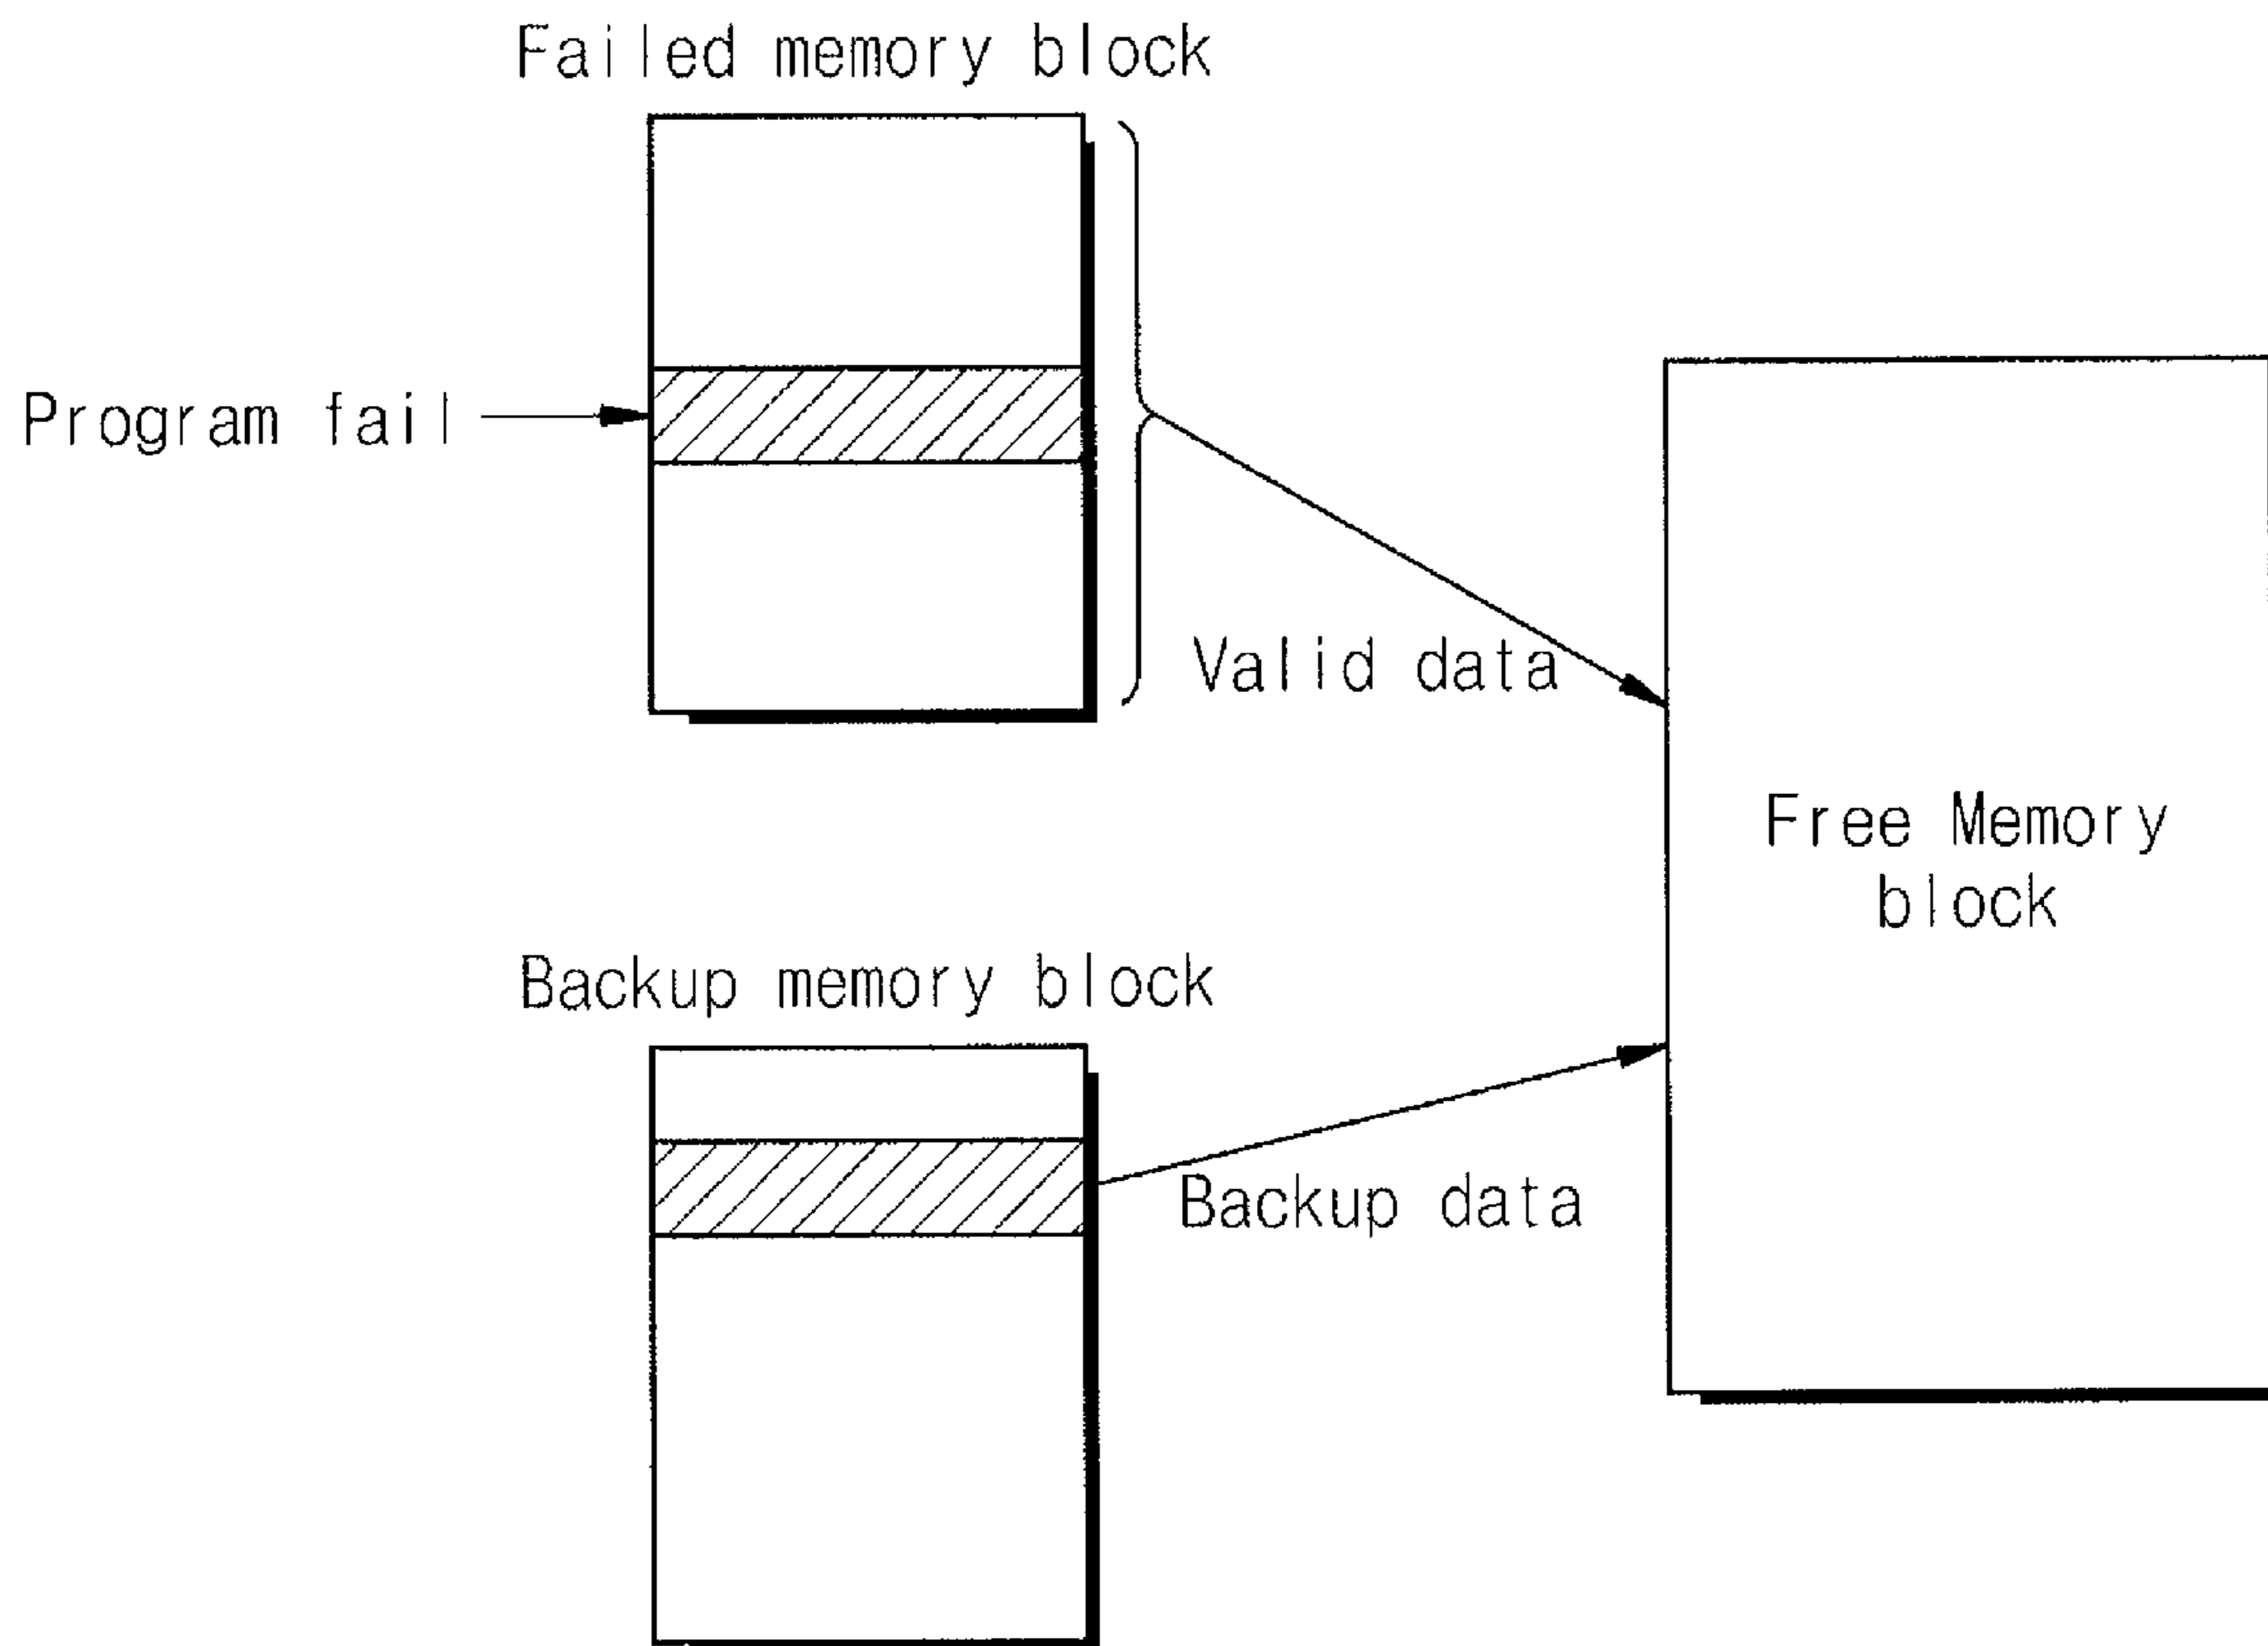 Failed memory block
Program fail
Valid data
Free Memory
block
Backup memory block
Backup data